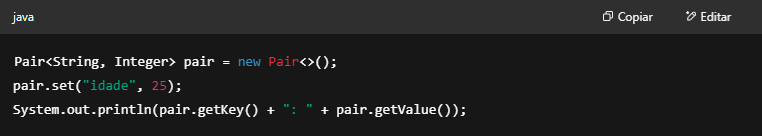 java
Copiar
Editar
Pair<String, Integer> pair = new Pair<>();
pair.set("idade", 25);
System.out.println(pair.getKey() + ": " + pair.getValue());